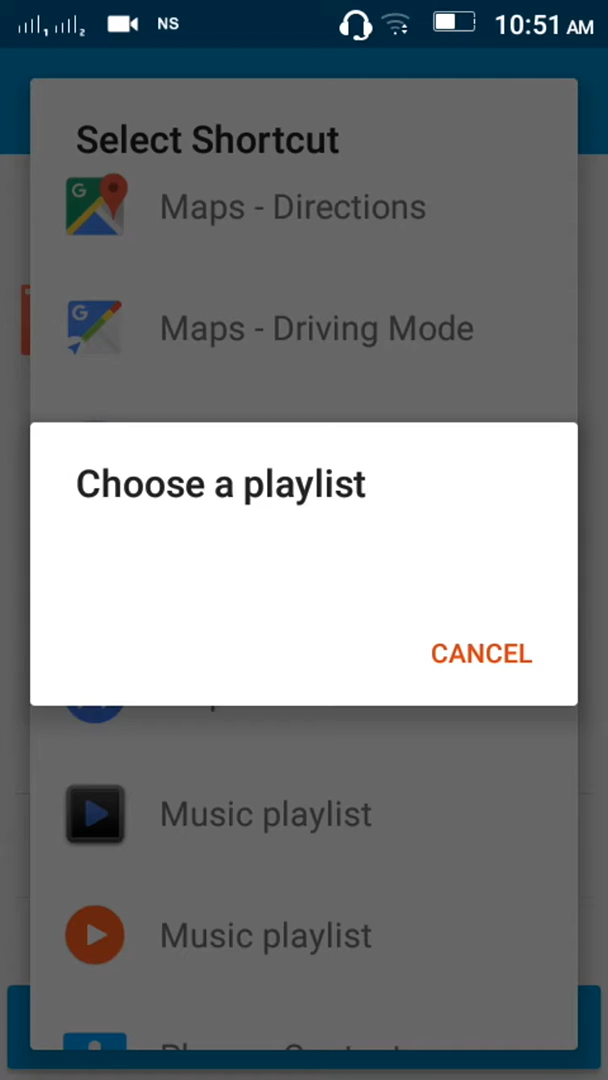 NS
10:51 AM
Select Shortcut
Maps - Directions
Maps - Driving Mode
Choose a playlist
CANCEL
Music playlist
Music playlist